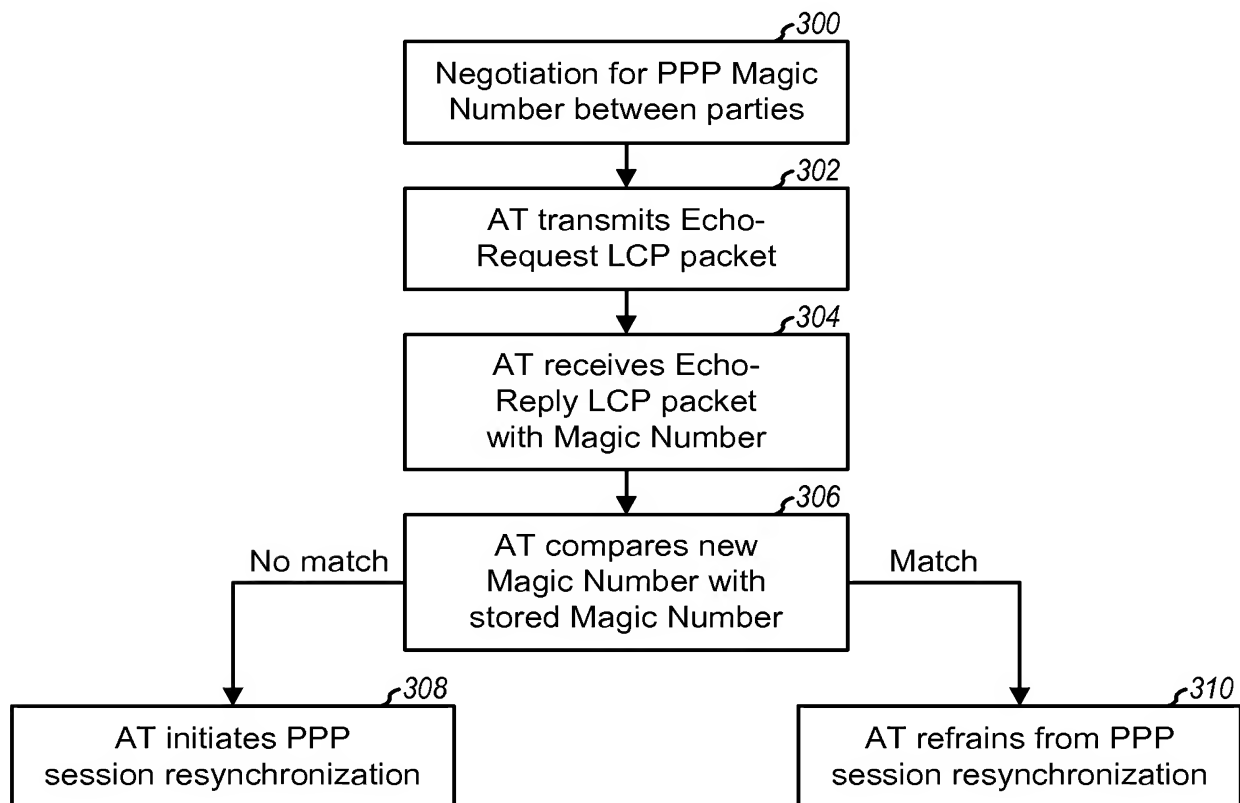 300
Negotiation for PPP Magic
Number between parties
302
AT transmits Echo-
Request LCP packet
304
AT receives Echo-
Reply LCP packet
with Magic Number
306
AT compares new
Magic Number with
stored Magic Number
No match
Match
308
AT initiates PPP
session resynchronization
310
AT refrains from PPP
session resynchronization